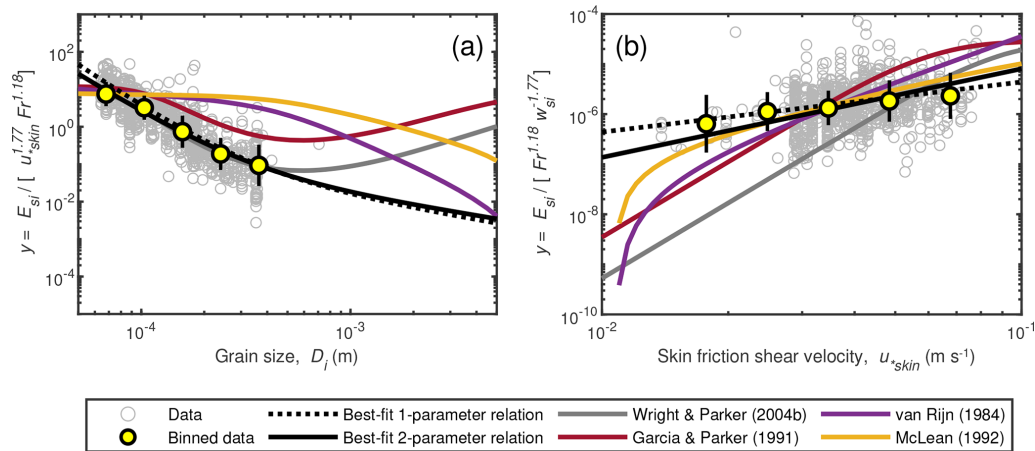 (a)
y = E_si / [ u_*skin^1.77 Fr^1.18 ]
10^2
10^0
10^-2
10^-4
10^-4
10^-3
Grain size, D_i (m)
(b)
y = E_si / [ Fr^1.18 w_si^-1.77 ]
10^-4
10^-6
10^-8
10^-10
10^-2
10^-1
Skin friction shear velocity, u_*skin (m s^-1)
Data
Best-fit 1-parameter relation
Wright & Parker (2004b)
van Rijn (1984)
Binned data
Best-fit 2-parameter relation
Garcia & Parker (1991)
McLean (1992)